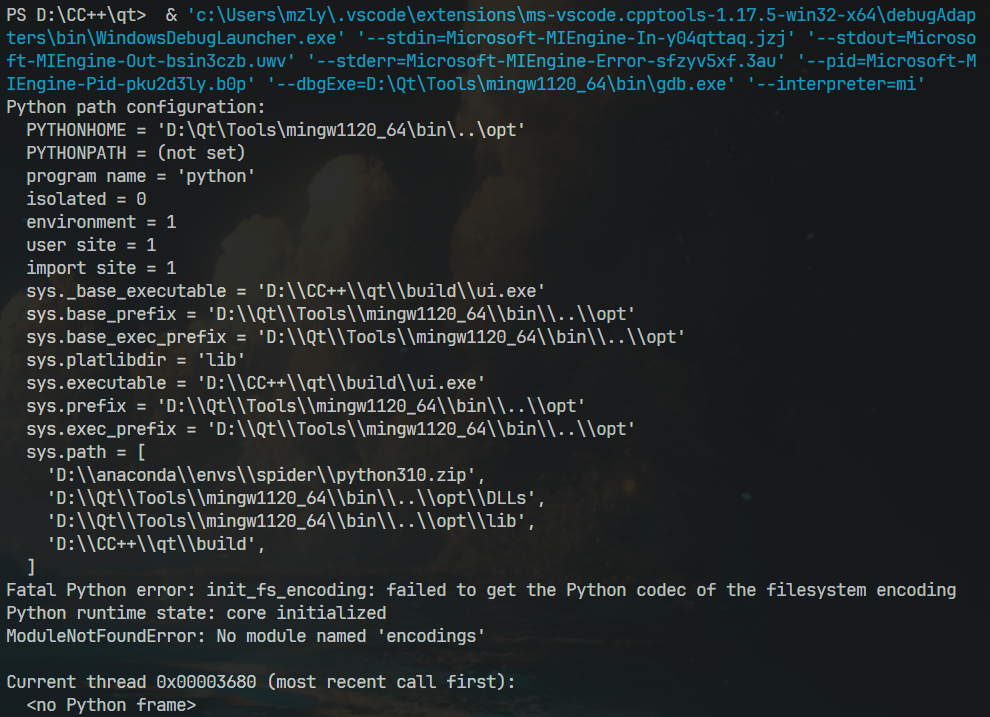 PS D:\CC++\qt>  & 'c:\Users\mzly\.vscode\extensions\ms-vscode.cpptools-1.17.5-win32-x64\debugAdap
ters\bin\WindowsDebugLauncher.exe' '--stdin=Microsoft-MIEngine-In-y04qttaq.jzj' '--stdout=Microso
ft-MIEngine-Out-bsin3czb.uwv' '--stderr=Microsoft-MIEngine-Error-sfzyv5xf.3au' '--pid=Microsoft-M
IEngine-Pid-pku2d3ly.b0p' '--dbgExe=D:\Qt\Tools\mingw1120_64\bin\gdb.exe' '--interpreter=mi'
Python path configuration:
  PYTHONHOME = 'D:\Qt\Tools\mingw1120_64\bin\..\opt'
  PYTHONPATH = (not set)
  program name = 'python'
  isolated = 0
  environment = 1
  user site = 1
  import site = 1
  sys._base_executable = 'D:\\CC++\\qt\\build\\ui.exe'
  sys.base_prefix = 'D:\\Qt\\Tools\\mingw1120_64\\bin\\..\\opt'
  sys.base_exec_prefix = 'D:\\Qt\\Tools\\mingw1120_64\\bin\\..\\opt'
  sys.platlibdir = 'lib'
  sys.executable = 'D:\\CC++\\qt\\build\\ui.exe'
  sys.prefix = 'D:\\Qt\\Tools\\mingw1120_64\\bin\\..\\opt'
  sys.exec_prefix = 'D:\\Qt\\Tools\\mingw1120_64\\bin\\..\\opt'
  sys.path = [
    'D:\\anaconda\\envs\\spider\\python310.zip',
    'D:\\Qt\\Tools\\mingw1120_64\\bin\\..\\opt\\DLLs',
    'D:\\Qt\\Tools\\mingw1120_64\\bin\\..\\opt\\lib',
    'D:\\CC++\\qt\\build',
  ]
Fatal Python error: init_fs_encoding: failed to get the Python codec of the filesystem encoding
Python runtime state: core initialized
ModuleNotFoundError: No module named 'encodings'

Current thread 0x00003680 (most recent call first):
  <no Python frame>